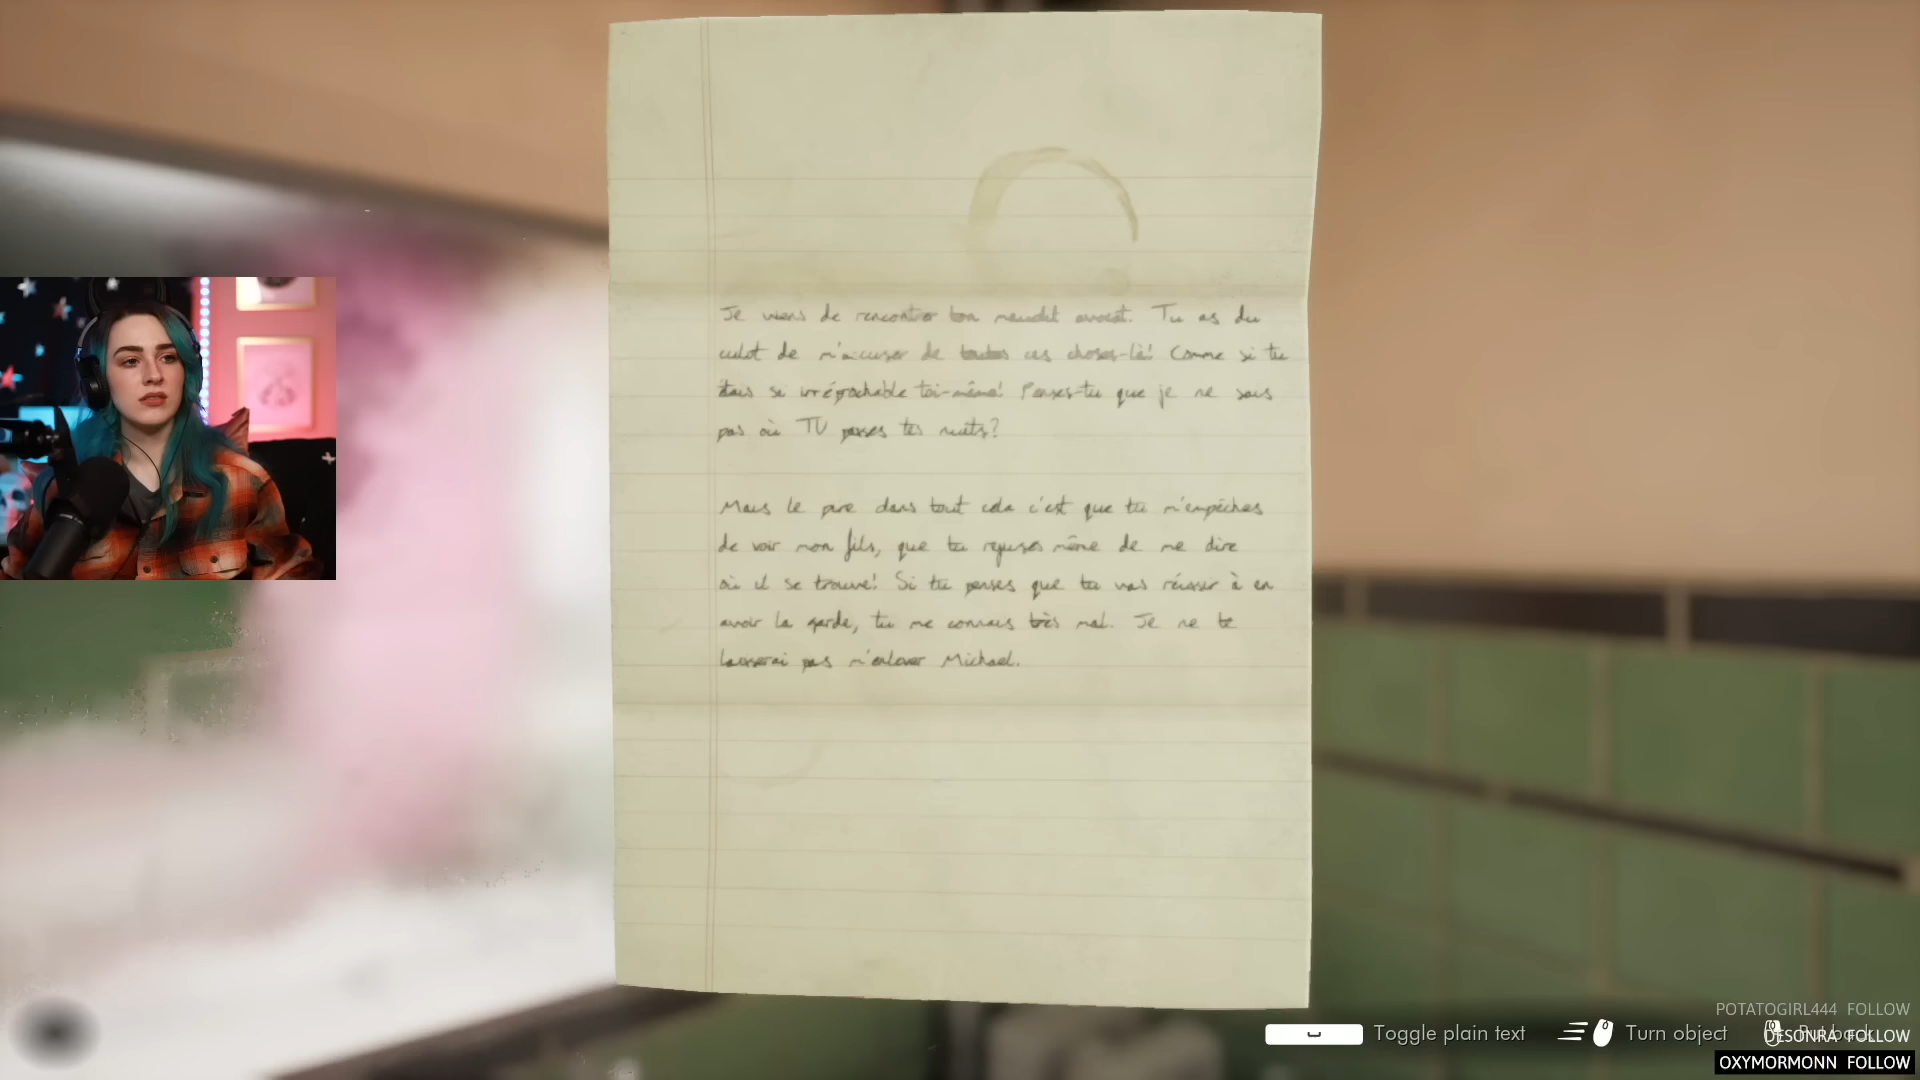 Je viens de rencontrer ton maudit avocat. Tu as du
culot de m'accuser de toutes ces choses-là! Comme si tu
étais si irréprochable toi-même! Penses-tu que je ne sais
pas où TU passes tes nuits?
Mais le pire dans tout cela c'est que tu m'empêches
de voir mon fils, que tu refuses même de me dire
où il se trouve! Si tu penses que tu vas réussir à en
avoir la garde, tu me connais très mal. Je ne te
laisserai pas m'enlever Michael.
POTATOGIRL444 FOLLOW
Toggle plain text
Turn object
DESONRA FOLLOW
OXYMORMONN FOLLOW